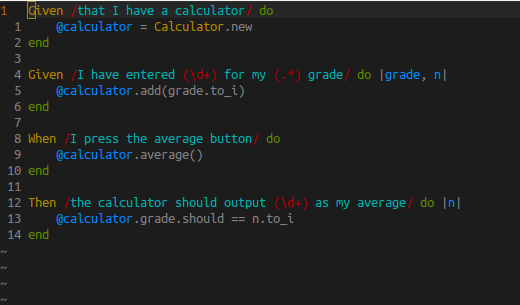 1 Given /that I have a calculator/ do
1 @calculator = Calculator.new
2 end
3
4 Given /I have entered (\d+) for my (.*) grade/ do |grade, n|
5 @calculator.add(grade.to_i)
6 end
7
8 When /I press the average button/ do
9 @calculator.average()
10 end
11
12 Then /the calculator should output (\d+) as my average/ do |n|
13 @calculator.grade.should == n.to_i
14 end
~
~
~
~